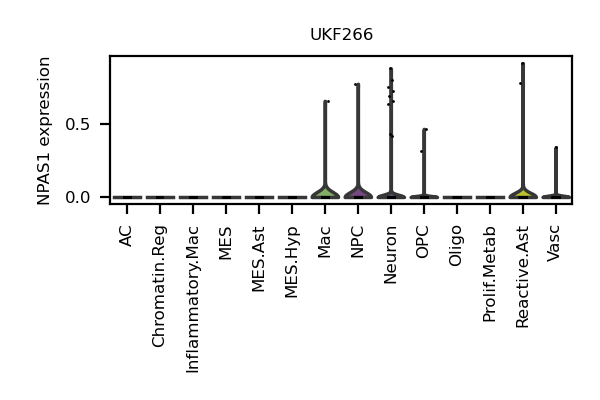 UKF266
NPAS1 expression
0.5
0.0
AC
Chromatin.Reg
Inflammatory.Mac
MES
MES.Ast
MES.Hyp
Mac
NPC
Neuron
OPC
Oligo
Prolif.Metab
Reactive.Ast
Vasc